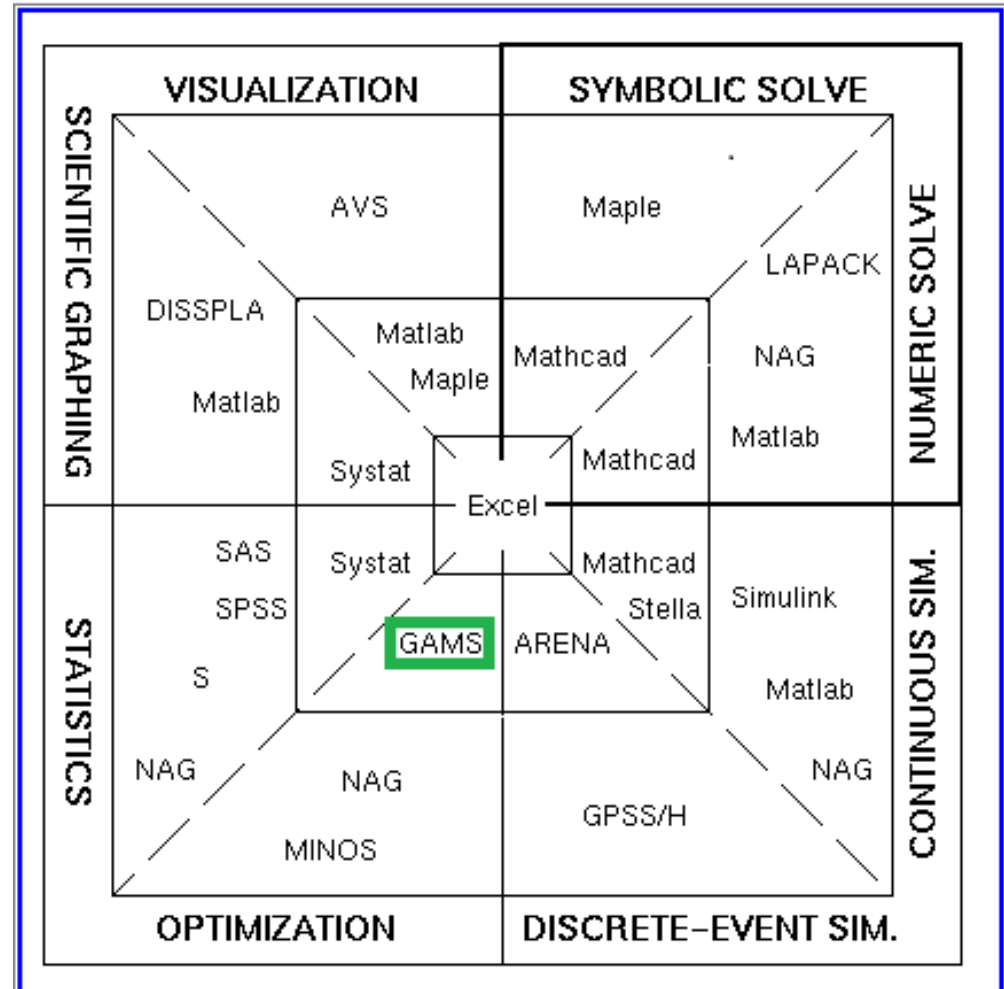 VISUALIZATION
SYMBOLIC SOLVE
SCIENTIFIC GRAPHING
NUMERIC SOLVE
AVS
Maple
LAPACK
DISSPLA
Matlab
Maple
Mathcad
NAG
Matlab
Systat
Mathcad
Matlab
Excel
SAS
SPSS
S
NAG
Systat
Mathcad
Stella
Simulink
GAMS
ARENA
Matlab
NAG
NAG
MINOS
GPSS/H
STATISTICS
CONTINUOUS SIM.
OPTIMIZATION
DISCRETE-EVENT SIM.